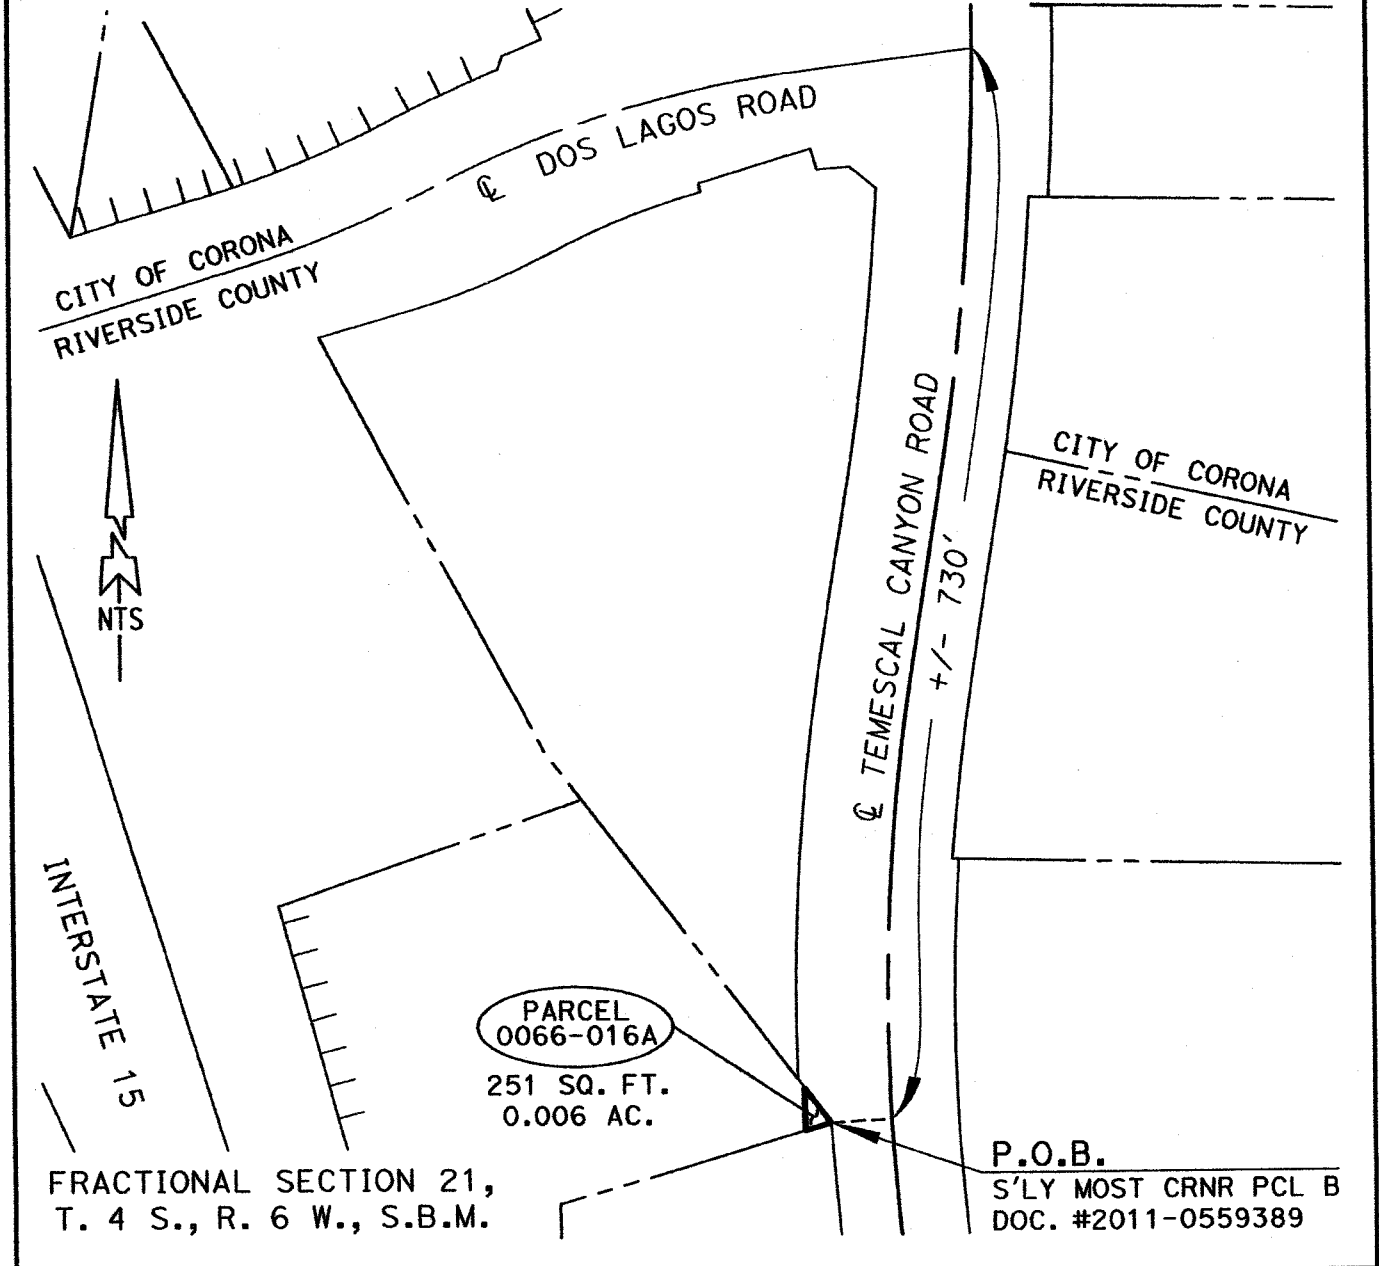 ℄ DOS LAGOS ROAD
CITY OF CORONA
RIVERSIDE COUNTY
NTS
℄ TEMESCAL CANYON ROAD
+/- 730'
CITY OF CORONA
RIVERSIDE COUNTY
INTERSTATE 15
PARCEL
0066-016A
251 SQ. FT.
0.006 AC.
P.O.B.
S'LY MOST CRNR PCL B
DOC. #2011-0559389
FRACTIONAL SECTION 21,
T. 4 S., R. 6 W., S.B.M.